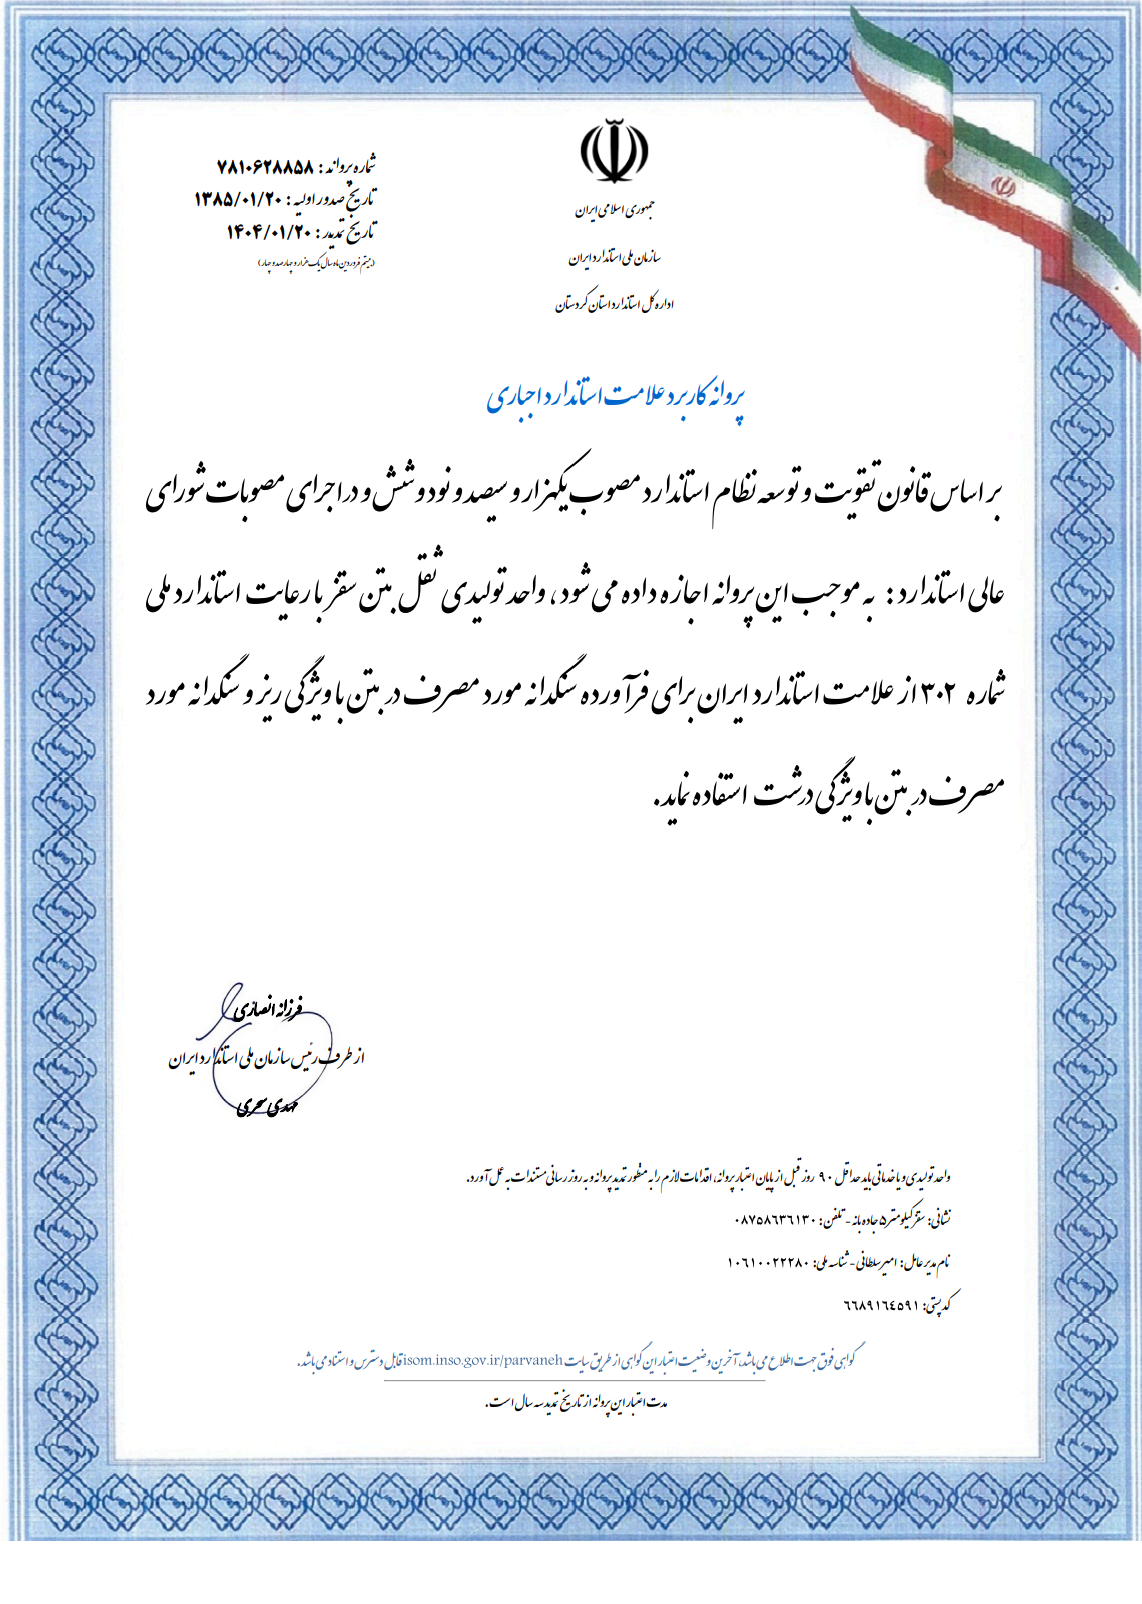 جمهوری اسلامی ایران
سازمان ملی استاندارد ایران
اداره کل استاندارد استان کردستان
شماره پروانه : ۷۸۱۰۶۲۸۸۵۸
تاریخ صدور اولیه : ۱۳۸۵/۰۱/۲۰
تاریخ تمدید : ۱۴۰۴/۰۱/۲۰
(بیستم فروردین ماه سال یک هزار و چهارصد و چهار)
پروانه کاربرد علامت استاندارد اجباری
بر اساس قانون تقویت و توسعه نظام استاندارد مصوب یکهزار و سیصد و نود و شش و در اجرای مصوبات شورای
عالی استاندارد : به موجب این پروانه اجازه داده می شود، واحد تولیدی ثقل بتن سقز با رعایت استاندارد ملی
شماره ۳۰۲ از علامت استاندارد ایران برای فرآورده سنگدانه مورد مصرف در بتن با ویژگی ریز و سنگدانه مورد
مصرف در بتن با ویژگی درشت استفاده نماید.
فرزانه انصاری
از طرف رئیس سازمان ملی استاندارد ایران
مهدی سحری
واحد تولیدی و یا خدماتی باید حداقل ۹۰ روز قبل از پایان اعتبار پروانه، اقدامات لازم را به منظور تمدید پروانه و به روز رسانی مستندات به عمل آورد.
نشانی: سقز کیلومتر ۵ جاده بانه - تلفن: ۰۸۷۵۸٦۳٦۱۳۰
نام مدیر عامل: امیر سلطانی - شناسه ملی: ۱۰٦۱۰۰۲۲۲۸۰
کد پستی: ٦٦۸۹۱٦٤۵۹۱
گواهی فوق جهت اطلاع می باشد، آخرین وضعیت اعتبار این گواهی از طریق سایت isom.inso.gov.ir/parvaneh قابل دسترس و استناد می باشد.
مدت اعتبار این پروانه از تاریخ تمدید سه سال است.